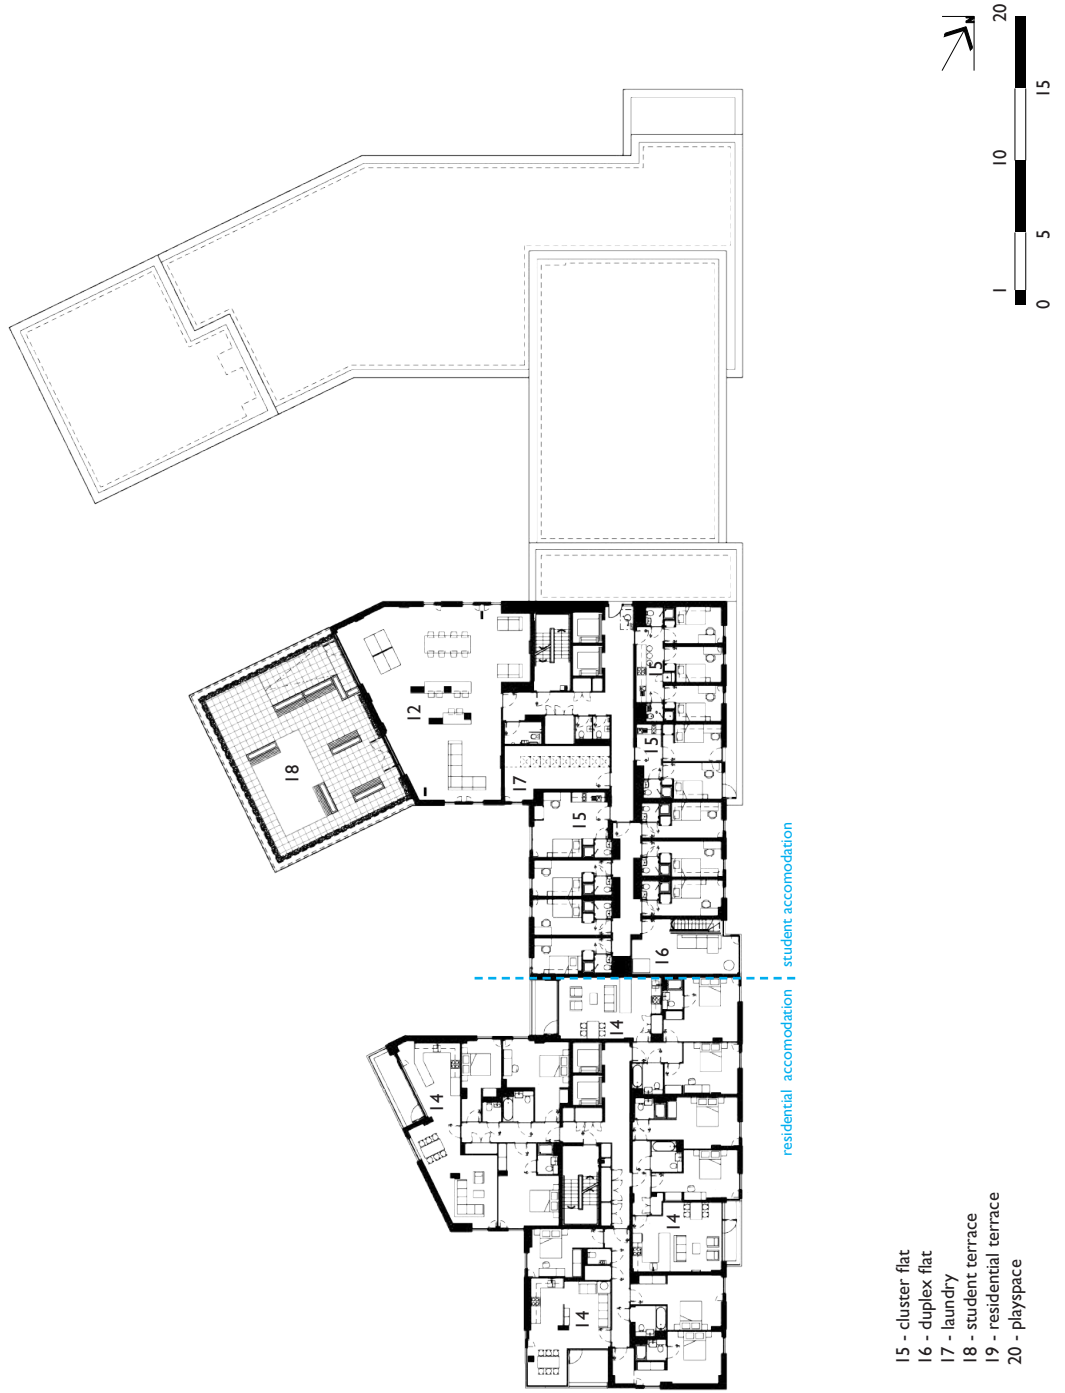 N
0 1 5 10 15 20
18
12
17
15
15
15
16
14
14
14
14
residential accomodation
student accomodation
15 - cluster flat
16 - duplex flat
17 - laundry
18 - student terrace
19 - residential terrace
20 - playspace